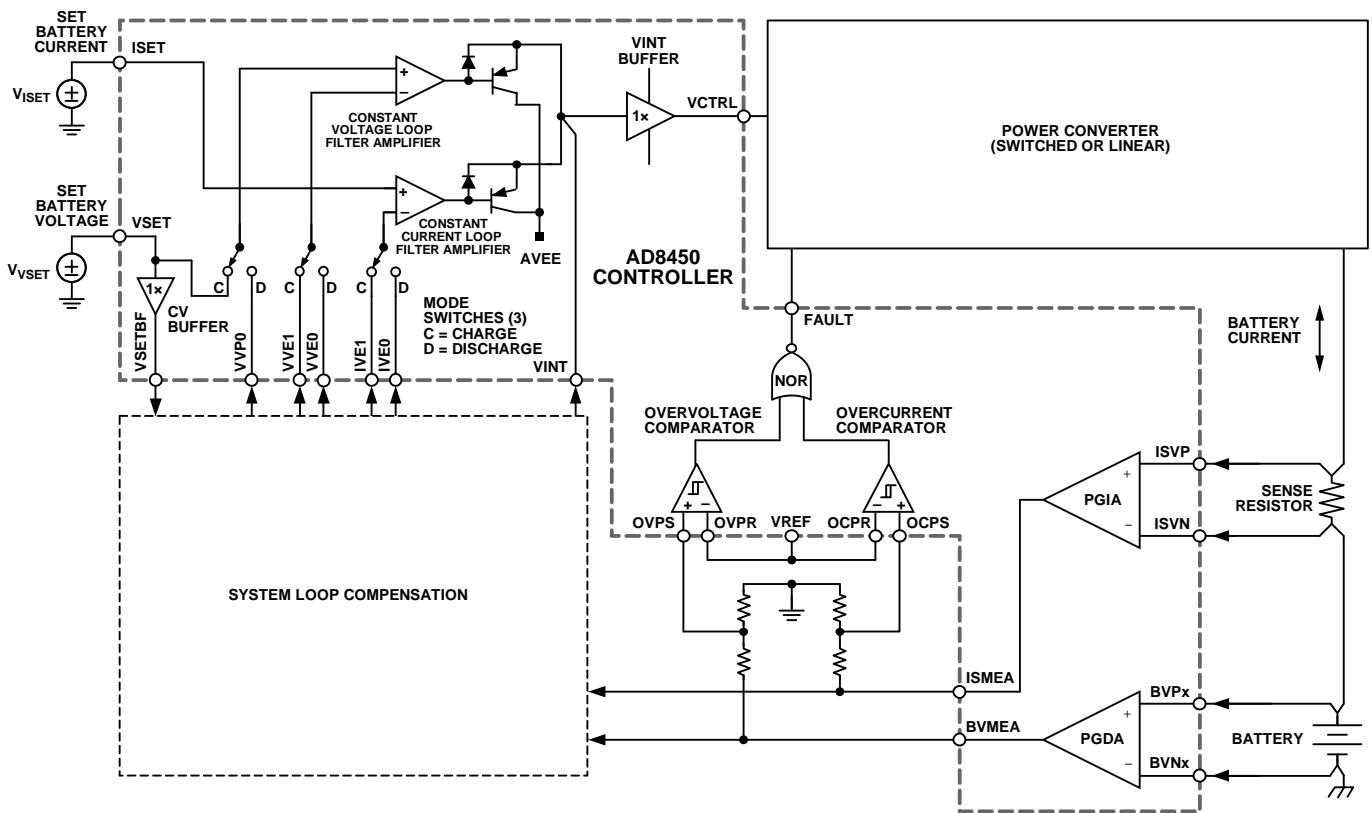 SET
BATTERY
CURRENT
ISET
VISET
±
SET
BATTERY
VOLTAGE
VSET
VVSET
±
1×
CV
BUFFER
VSETBF
C
D
C
D
C
D
VVP0
VVE1
VVE0
IVE1
IVE0
MODE
SWITCHES (3)
C = CHARGE
D = DISCHARGE
VINT
+
−
CONSTANT
VOLTAGE LOOP
FILTER AMPLIFIER
+
−
CONSTANT
CURRENT LOOP
FILTER AMPLIFIER
AVEE
VINT
BUFFER
1×
VCTRL
AD8450
CONTROLLER
POWER CONVERTER
(SWITCHED OR LINEAR)
FAULT
NOR
BATTERY
CURRENT
OVERVOLTAGE
COMPARATOR
OVERCURRENT
COMPARATOR
+ −
− +
OVPS
OVPR
VREF
OCPR
OCPS
ISVP
+
PGIA
−
ISVN
SENSE
RESISTOR
SYSTEM LOOP COMPENSATION
ISMEA
BVMEA
BVPx
+
PGDA
−
BVNx
BATTERY